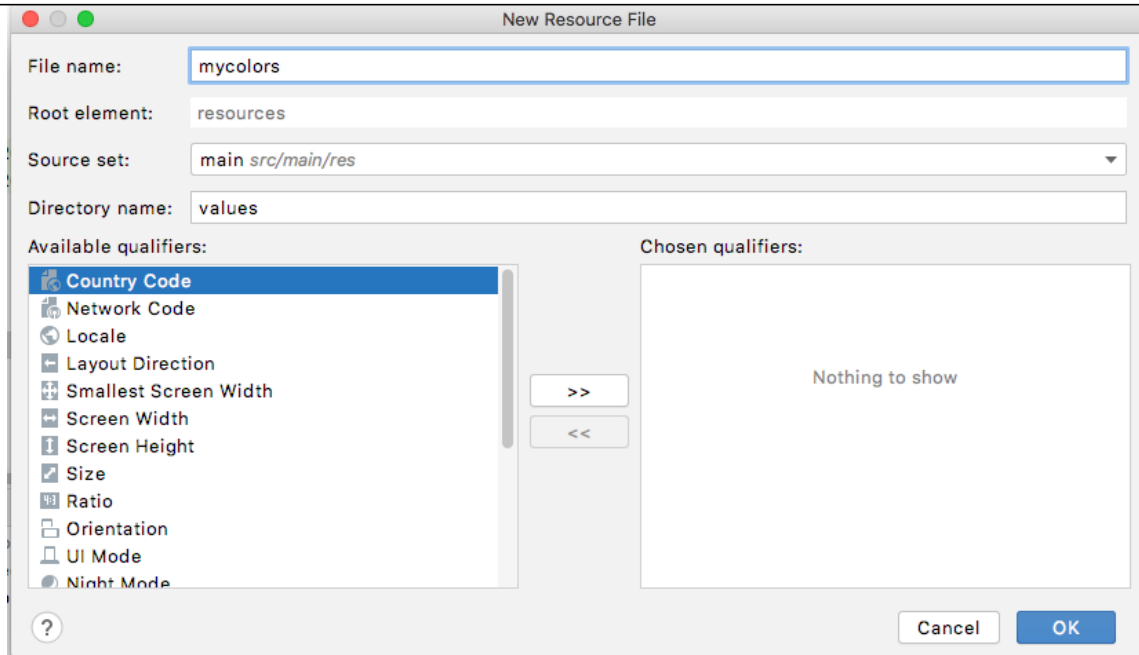 New Resource File
File name: mycolors
Root element: resources
Source set: main src/main/res
Directory name: values
Available qualifiers: Chosen qualifiers:
Country Code
Network Code
Locale
Layout Direction
Smallest Screen Width
Screen Width
Screen Height
Size
Ratio
Orientation
UI Mode
Night Mode
>>
<<
Nothing to show
? Cancel OK